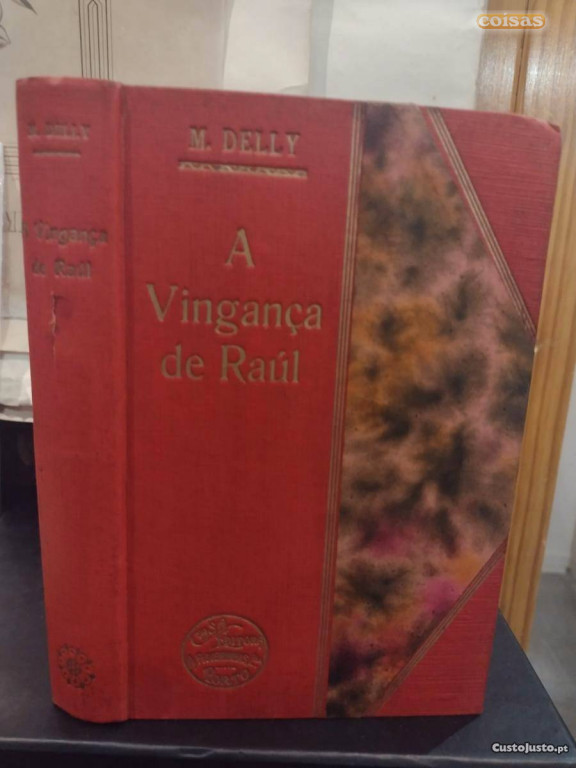 coisas
M. DELLY
A
Vingança
de Raúl
M. DELLY
A Vingança
de Raúl
CustoJusto.pt